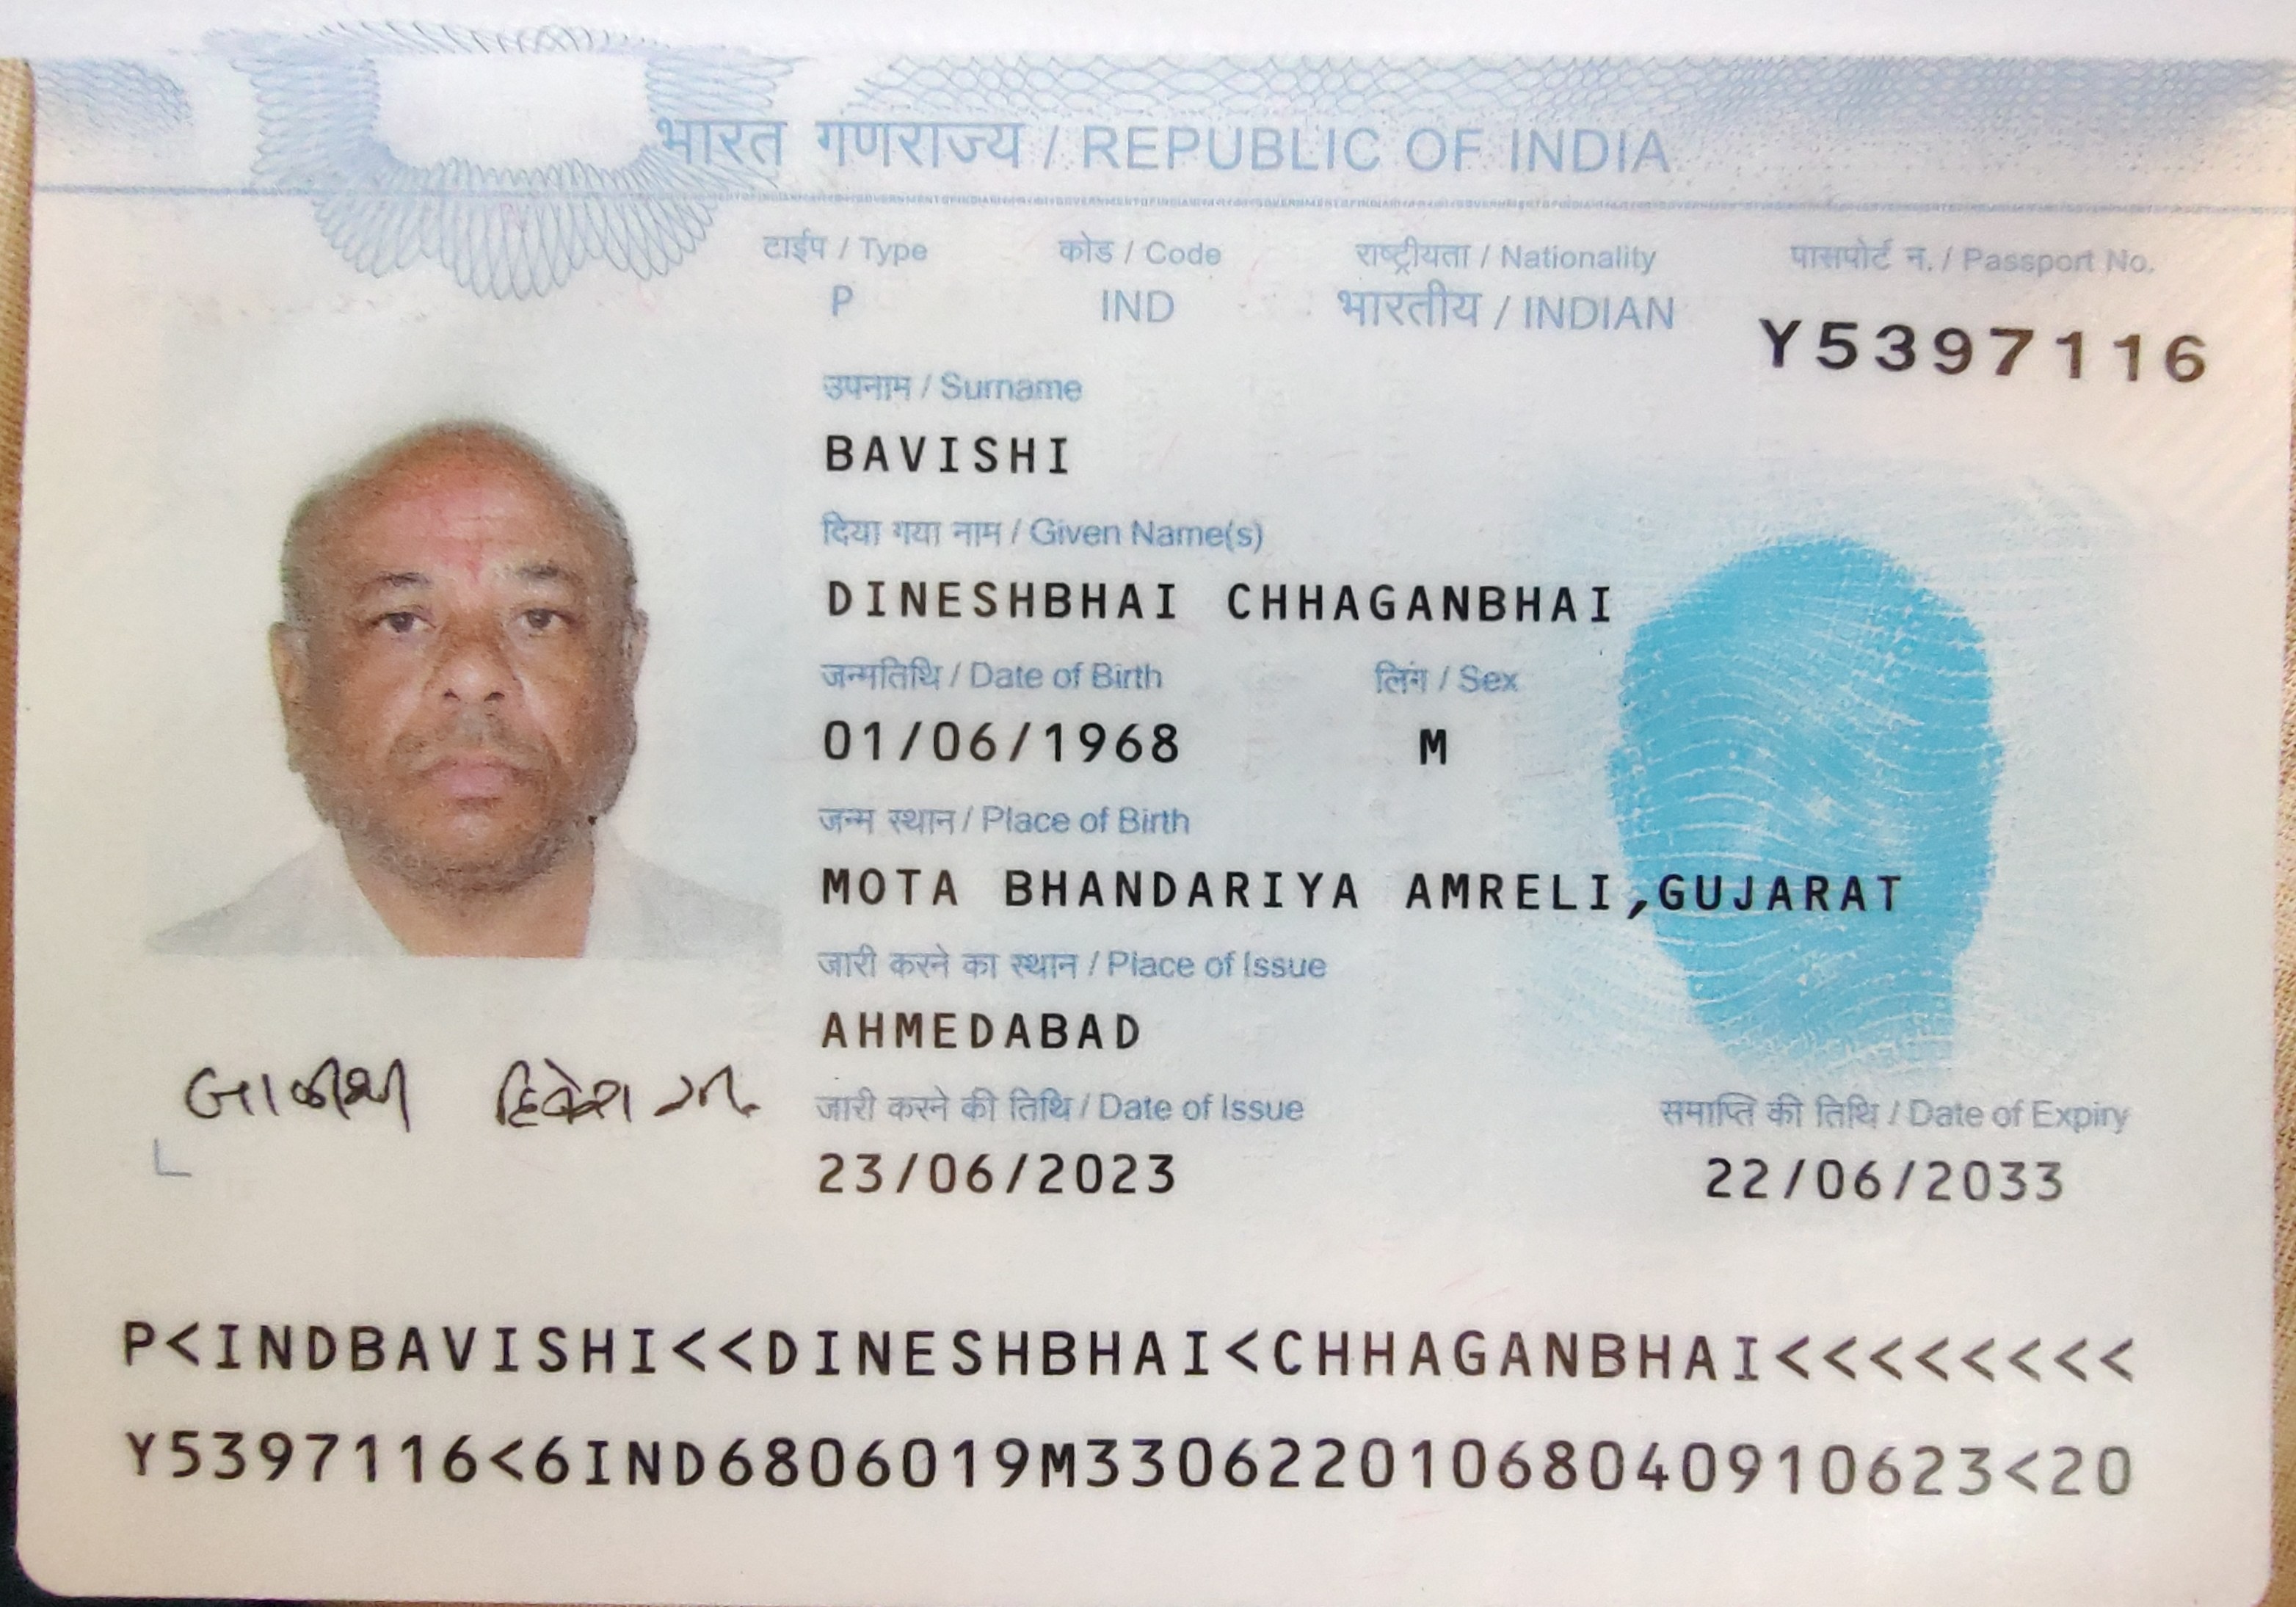 भारत गणराज्य / REPUBLIC OF INDIA
टाईप / Type कोड / Code राष्ट्रीयता / Nationality पासपोर्ट न. / Passport No.
P IND भारतीय / INDIAN Y5397116
उपनाम / Surname
BAVISHI
दिया गया नाम / Given Name(s)
DINESHBHAI CHHAGANBHAI
जन्मतिथि / Date of Birth लिंग / Sex
01/06/1968 M
जन्म स्थान / Place of Birth
MOTA BHANDARIYA AMRELI,GUJARAT
जारी करने का स्थान / Place of Issue
AHMEDABAD
जारी करने की तिथि / Date of Issue समाप्ति की तिथि / Date of Expiry
23/06/2023 22/06/2033
P<INDBAVISHI<<DINESHBHAI<CHHAGANBHAI<<<<<<<<
Y5397116<6IND6806019M33062201068040910623<20